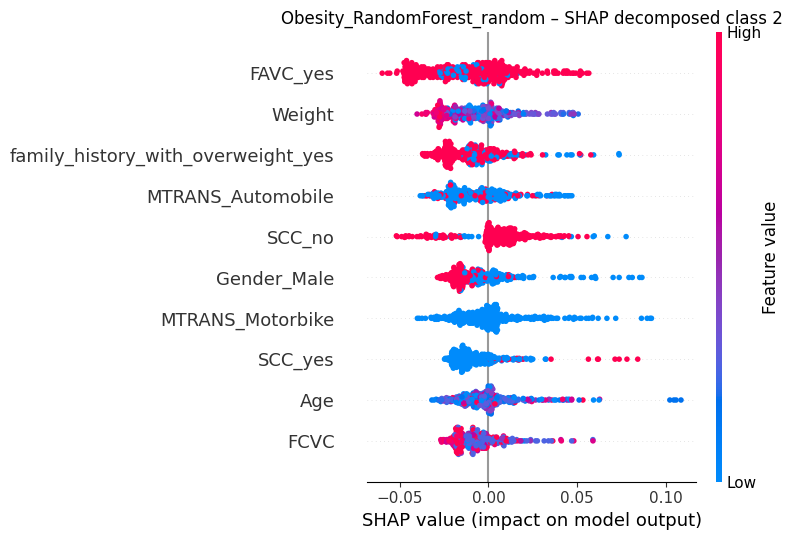 Obesity_RandomForest_random – SHAP decomposed class 2
High
FAVC_yes
Weight
family_history_with_overweight_yes
MTRANS_Automobile
SCC_no
Gender_Male
MTRANS_Motorbike
SCC_yes
Age
FCVC
Feature value
Low
−0.05 0.00 0.05 0.10
SHAP value (impact on model output)